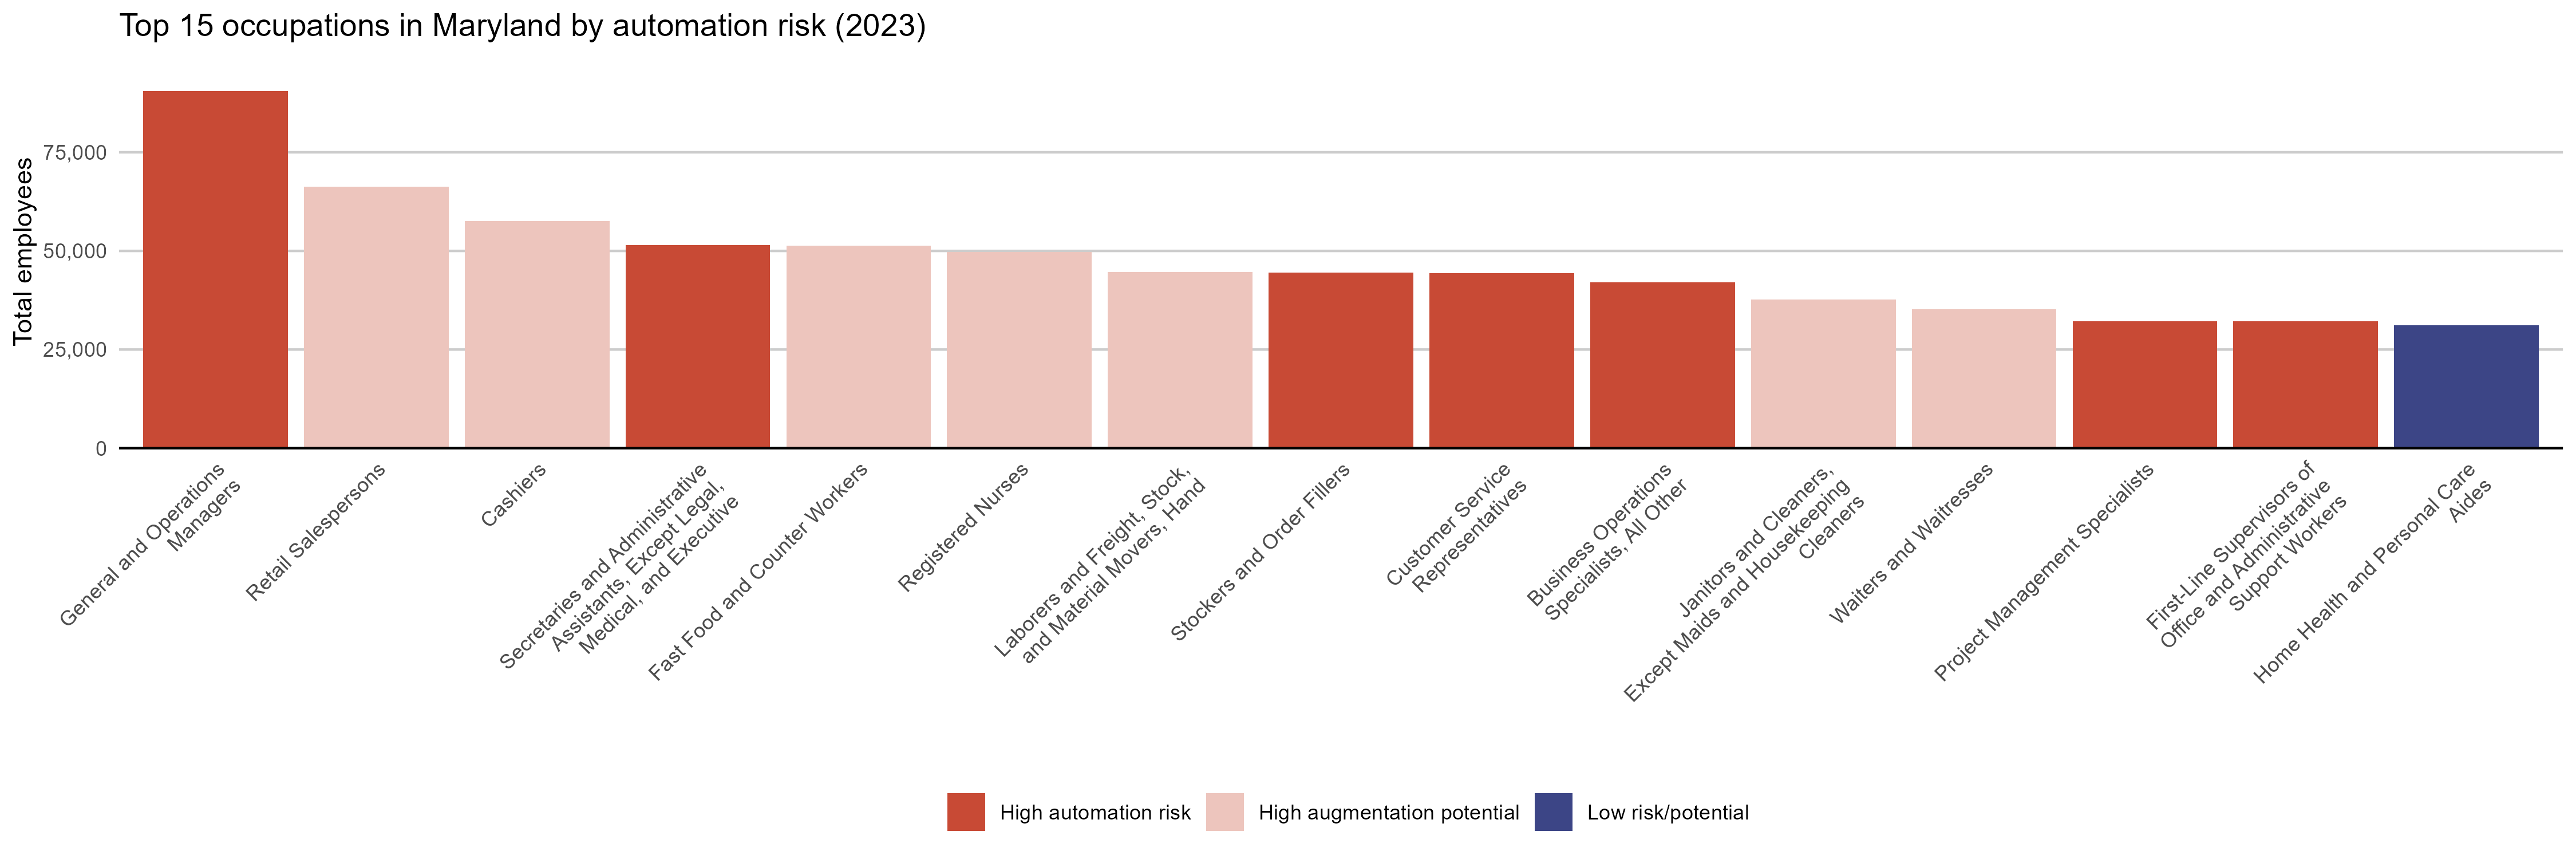 Top 15 occupations in Maryland by automation risk (2023)
Total employees
75,000
50,000
25,000
0
General and Operations
Managers
Retail Salespersons
Cashiers
Secretaries and Administrative
Assistants, Except Legal,
Medical, and Executive
Fast Food and Counter Workers
Registered Nurses
Laborers and Freight, Stock,
and Material Movers, Hand
Stockers and Order Fillers
Customer Service
Representatives
Business Operations
Specialists, All Other
Janitors and Cleaners,
Except Maids and Housekeeping
Cleaners
Waiters and Waitresses
Project Management Specialists
First-Line Supervisors of
Office and Administrative
Support Workers
Home Health and Personal Care
Aides
High automation risk
High augmentation potential
Low risk/potential